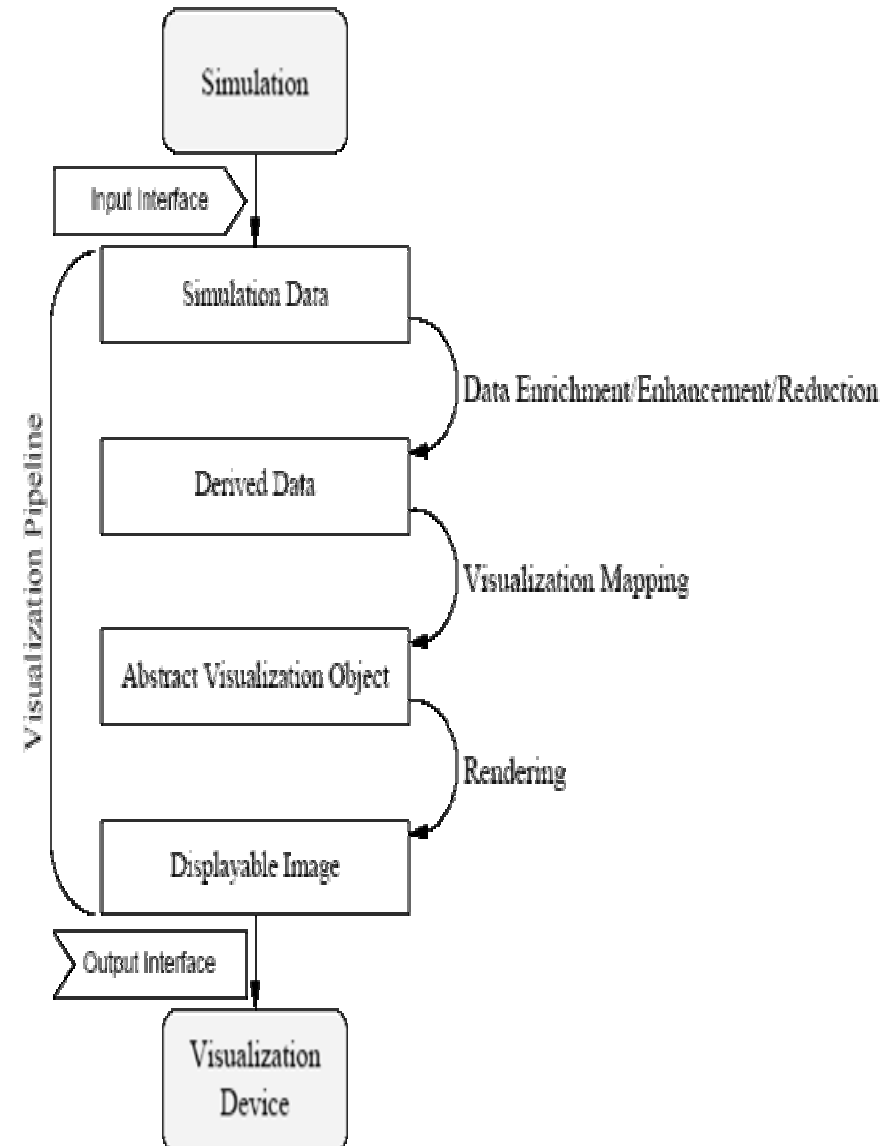 Simulation
Input Interface
Simulation Data
Data Enrichment/Enhancement/Reduction
Derived Data
Visualization Mapping
Abstract Visualization Object
Rendering
Displayable Image
Visualization Pipeline
Output Interface
Visualization
Device